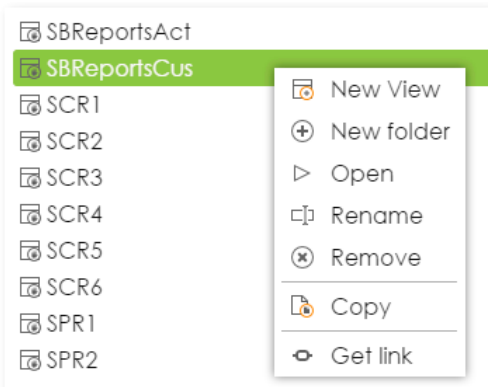 SBReportsAct
SBReportsCus
SCR1
SCR2
SCR3
SCR4
SCR5
SCR6
SPR1
SPR2
New View
New folder
Open
Rename
Remove
Copy
Get link